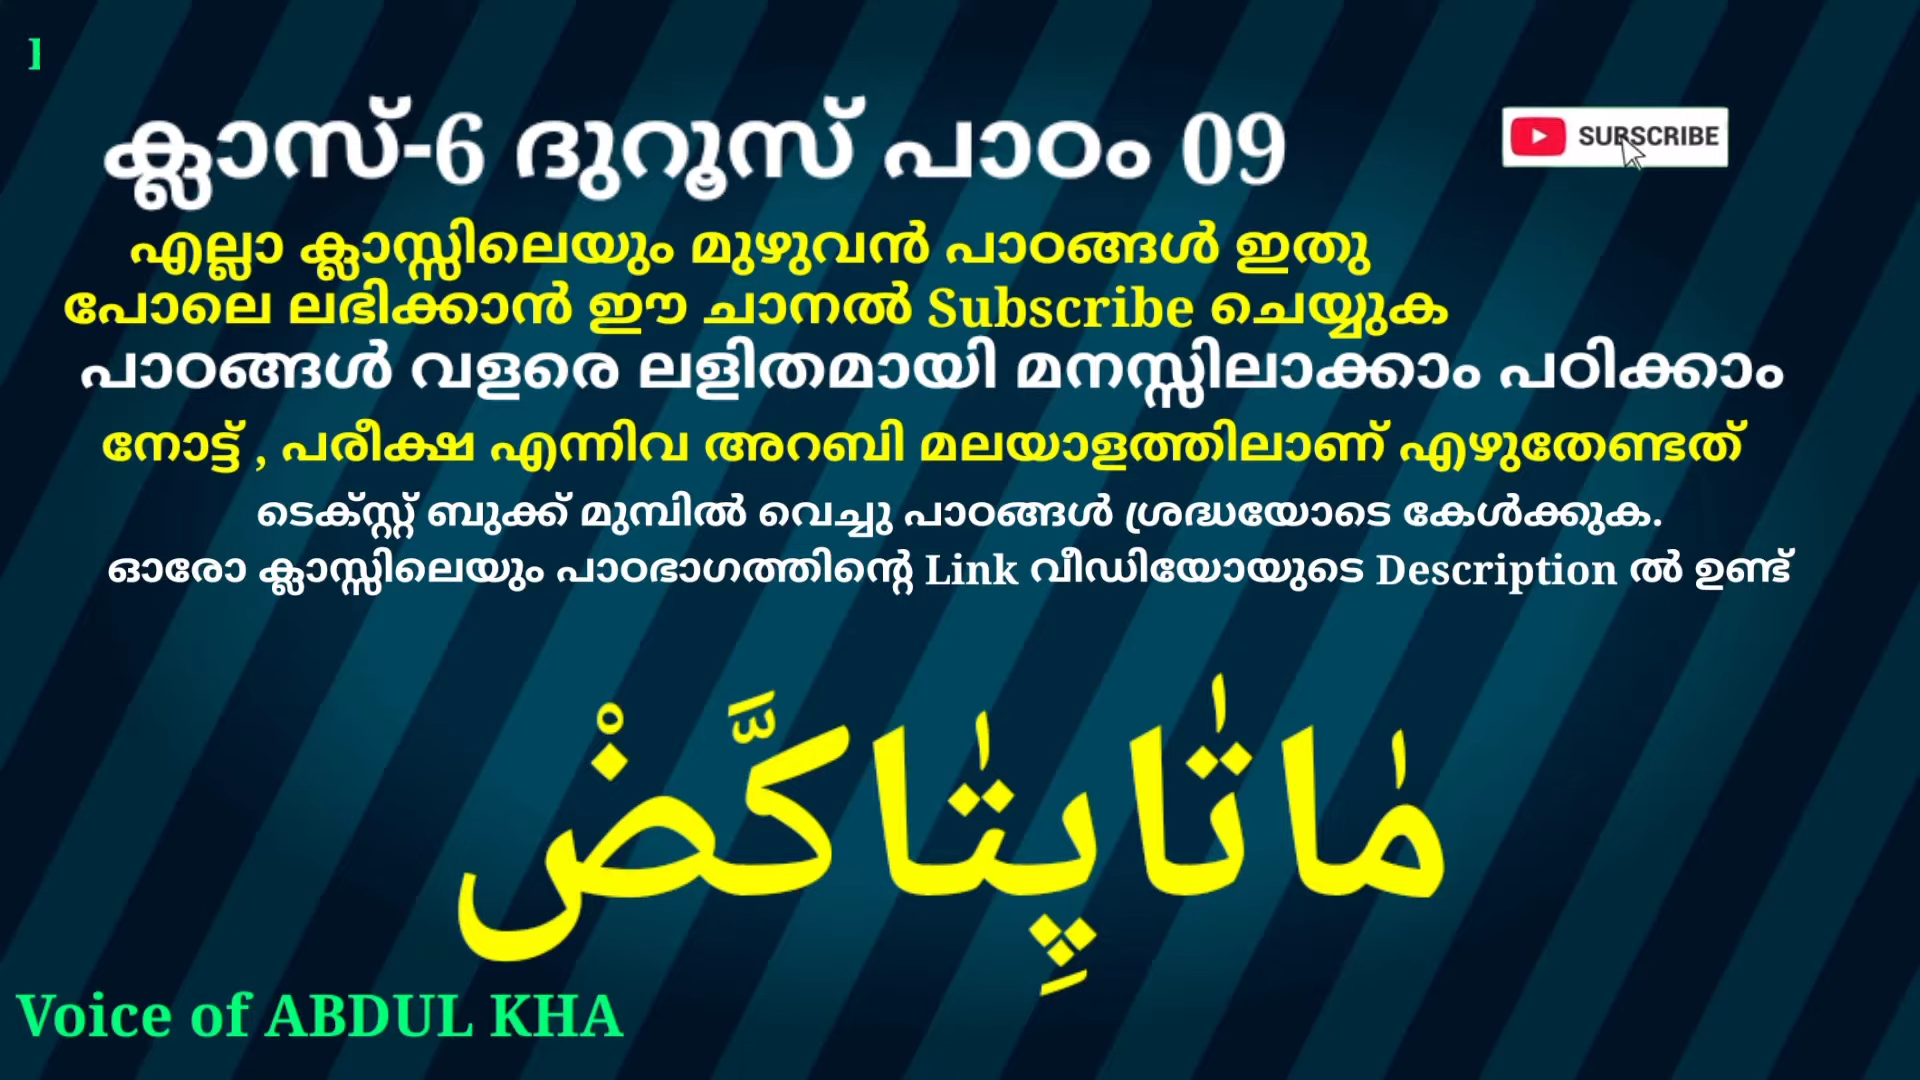 ]
ക്ലാസ്-6 ദുറൂസ് പാഠം 09
SUBSCRIBE
എല്ലാ ക്ലാസ്സിലെയും മുഴുവൻ പാഠങ്ങൾ ഇതു
പോലെ ലഭിക്കാൻ ഈ ചാനൽ Subscribe ചെയ്യുക
പാഠങ്ങൾ വളരെ ലളിതമായി മനസ്സിലാക്കാം പഠിക്കാം
നോട്ട് , പരീക്ഷ എന്നിവ അറബി മലയാളത്തിലാണ് എഴുതേണ്ടത്
ടെക്സ്റ്റ് ബുക്ക് മുമ്പിൽ വെച്ചു പാഠങ്ങൾ ശ്രദ്ധയോടെ കേൾക്കുക.
ഓരോ ക്ലാസ്സിലെയും പാഠഭാഗത്തിന്റെ Link വീഡിയോയുടെ Description ൽ ഉണ്ട്
مٰاتٰاپِتٰاكَّضْ
Voice of ABDUL KHA